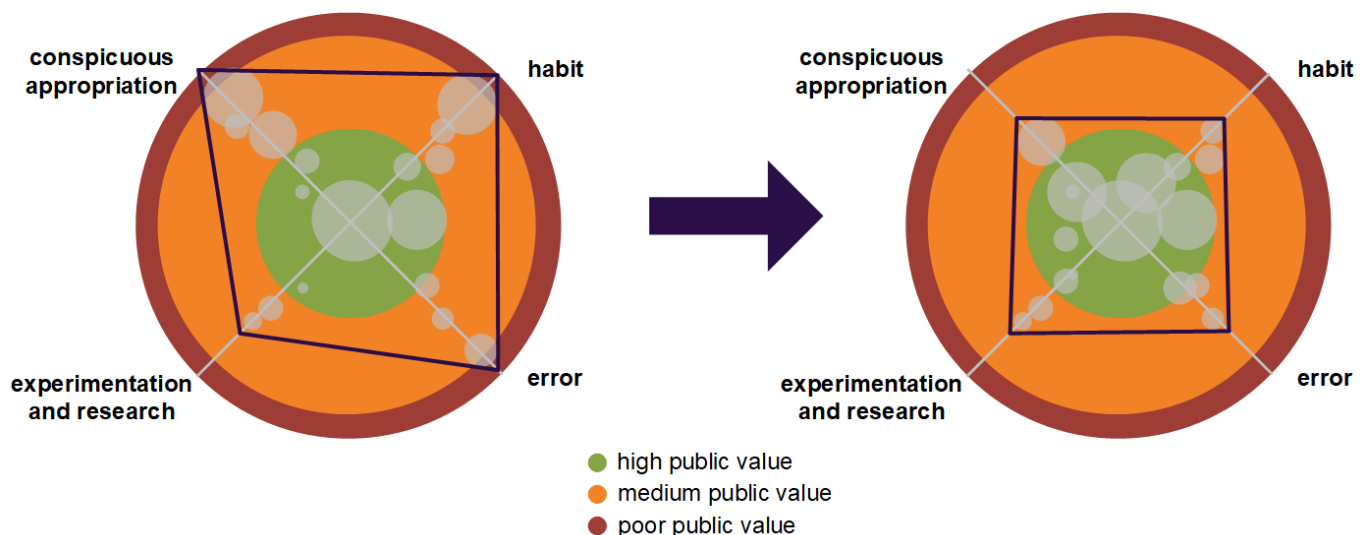 conspicuous
appropriation
habit
experimentation
and research
error
conspicuous
appropriation
habit
experimentation
and research
error
high public value
medium public value
poor public value